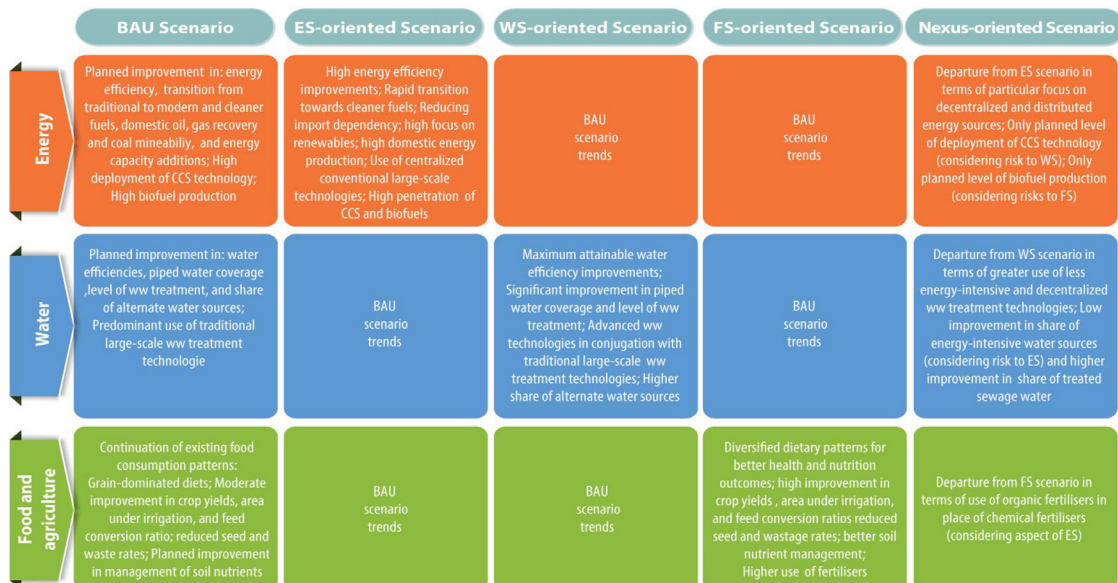 BAU Scenario
ES-oriented Scenario
WS-oriented Scenario
FS-oriented Scenario
Nexus-oriented Scenario
Energy
Planned improvement in: energy
efficiency, transition from
traditional to modern and cleaner
fuels, domestic oil, gas recovery
and coal mineabiliy, and energy
capacity additions; High
deployment of CCS technology;
High biofuel production
High energy efficiency
improvements; Rapid transition
towards cleaner fuels; Reducing
import dependency; high focus on
renewables; high domestic energy
production; Use of centralized
conventional large-scale
technologies; High penetration of
CCS and biofuels
BAU
scenario
trends
BAU
scenario
trends
Departure from ES scenario in
terms of particular focus on
decentralized and distributed
energy sources; Only planned level
of deployment of CCS technology
(considering risk to WS); Only
planned level of biofuel production
(considering risks to FS)
Water
Planned improvement in: water
efficiencies, piped water coverage
,level of ww treatment, and share
of alternate water sources;
Predominant use of traditional
large-scale ww treatment
technologie
BAU
scenario
trends
Maximum attainable water
efficiency improvements;
Significant improvement in piped
water coverage and level of ww
treatment; Advanced ww
technologies in conjugation with
traditional large-scale ww
treatment technologies; Higher
share of alternate water sources
BAU
scenario
trends
Departure from WS scenario in
terms of greater use of less
energy-intensive and decentralized
ww treatment technologies; Low
improvement in share of
energy-intensive water sources
(considering risk to ES) and higher
improvement in share of treated
sewage water
Food and
agriculture
Continuation of existing food
consumption patterns:
Grain-dominated diets; Moderate
improvement in crop yields, area
under irrigation, and feed
conversion ratio; reduced seed and
waste rates; Planned improvement
in management of soil nutrients
BAU
scenario
trends
BAU
scenario
trends
Diversified dietary patterns for
better health and nutrition
outcomes; high improvement in
crop yields , area under irrigation,
and feed conversion ratios reduced
seed and wastage rates; better soil
nutrient management;
Higher use of fertilisers
Departure from FS scenario in
terms of use of organic fertilisers in
place of chemical fertilisers
(considering aspect of ES)